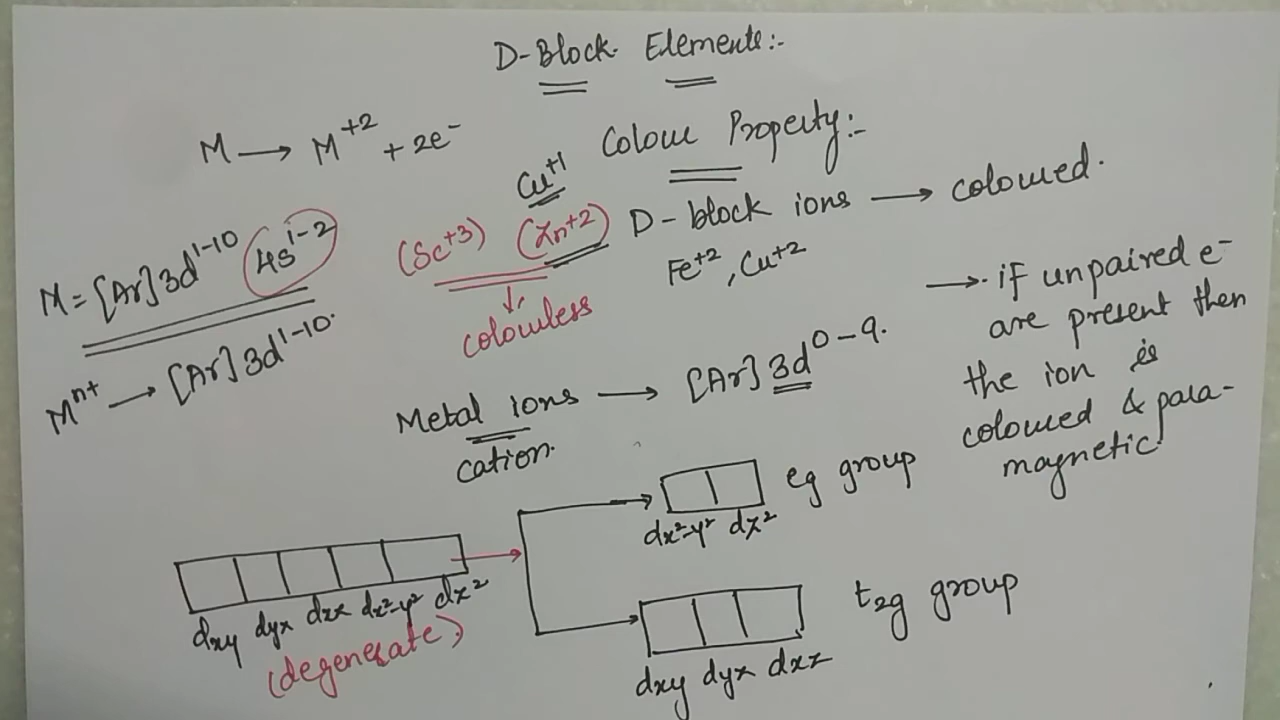 D-Block Elements:-
M → M+2 + 2e-
Colour Property:-
Cu+1
(Sc+3) (Zn+2) D-block ions → coloured.
Fe+2, Cu+2
colourless
M = [Ar] 3d1-10 4s1-2
Mn+ → [Ar] 3d1-10.
→ if unpaired e-
are present then
the ion is
coloured & para-
magnetic.
Metal ions → [Ar] 3d0-9.
cation.
eg group
dx2-y2 dz2
dxy dyz dzx dx2-y2 dz2
(degenerate)
t2g group
dxy dyz dxz